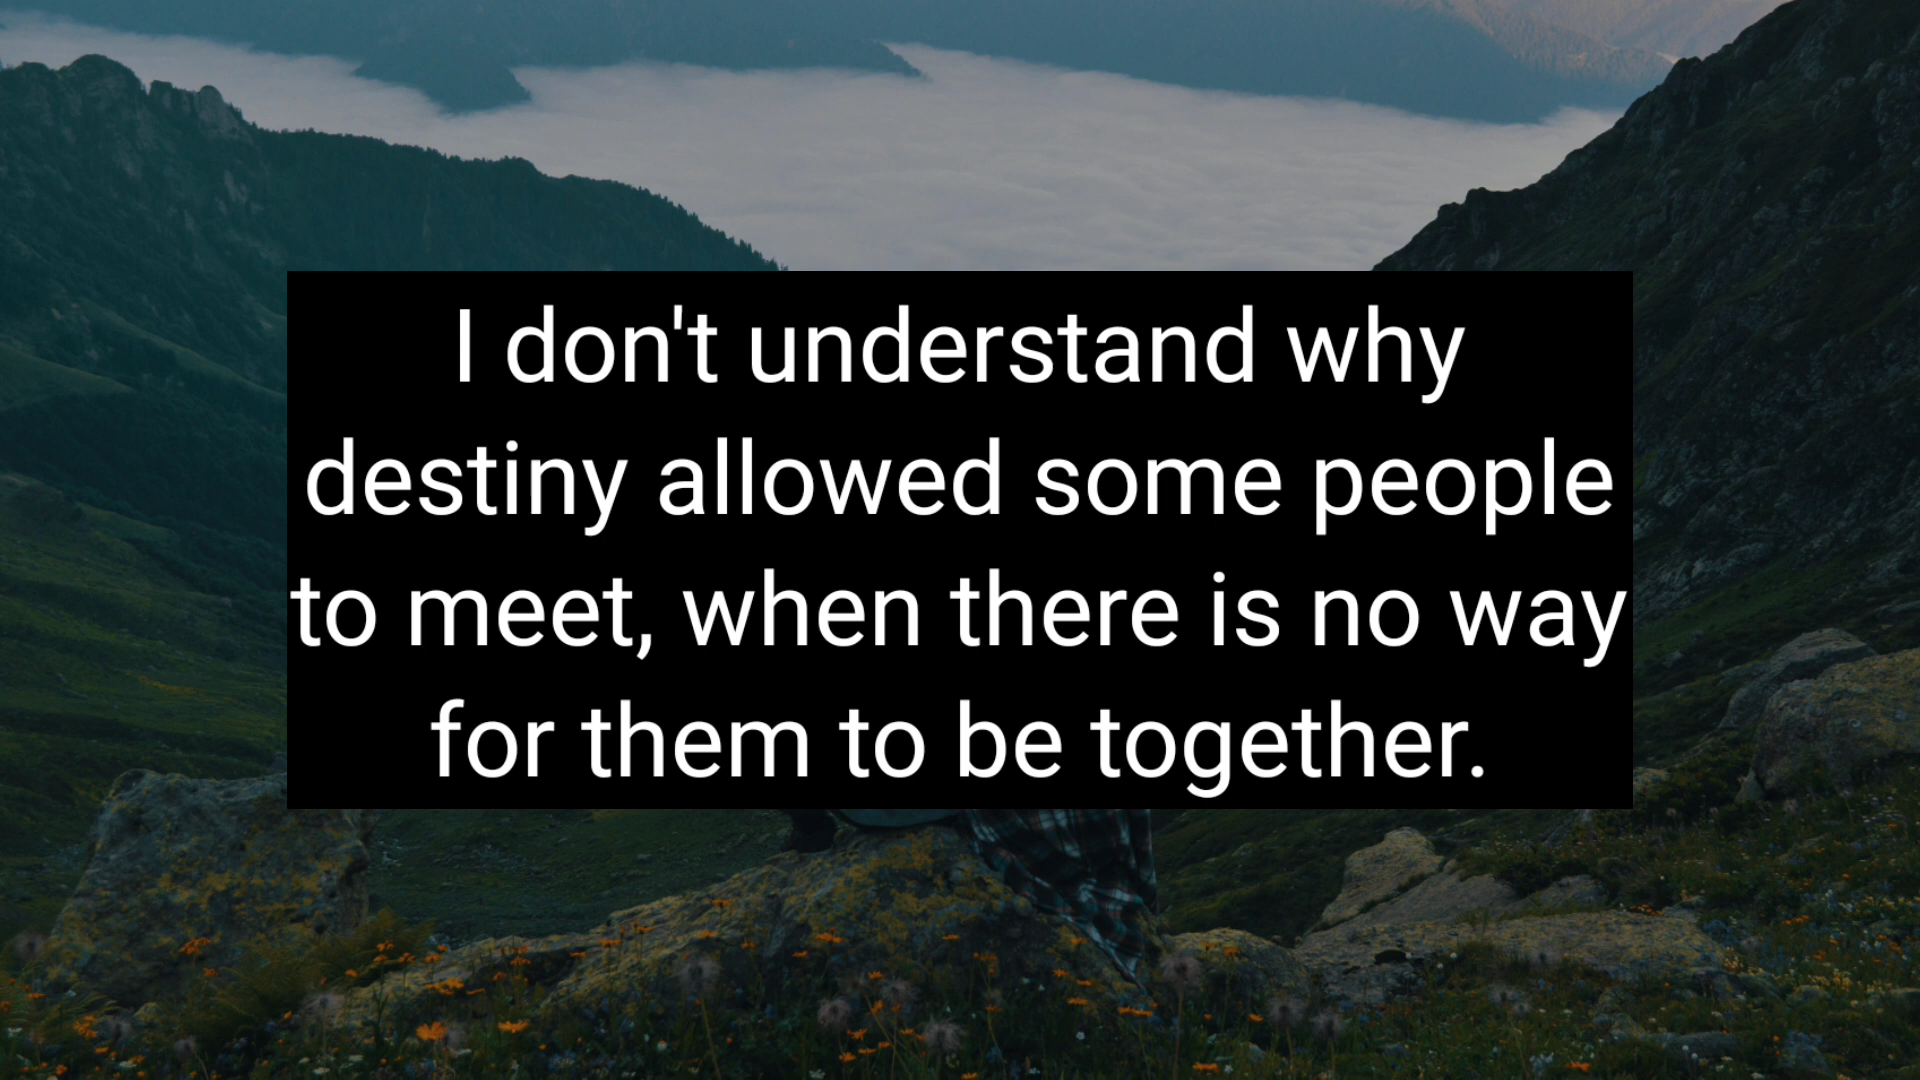 I don't understand why
destiny allowed some people
to meet, when there is no way
for them to be together.